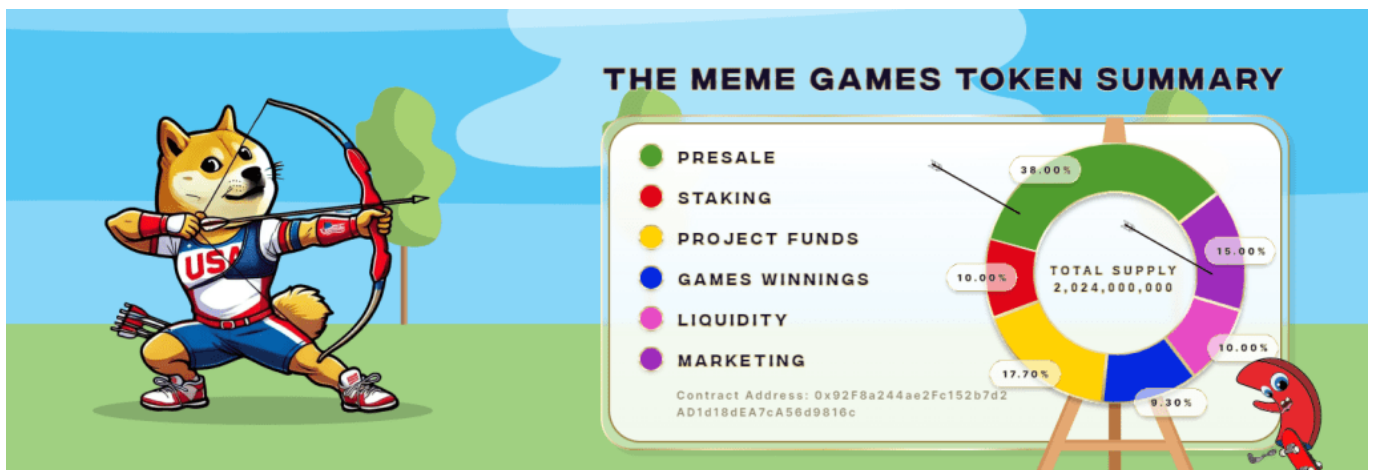 THE MEME GAMES TOKEN SUMMARY
PRESALE
STAKING
PROJECT FUNDS
GAMES WINNINGS
LIQUIDITY
MARKETING
Contract Address: 0x92F8a244ae2Fc152b7d2
AD1d18dEA7cA56d9816c
38.00%
15.00%
10.00%
TOTAL SUPPLY
2,024,000,000
10.00%
17.70%
9.30%
USA